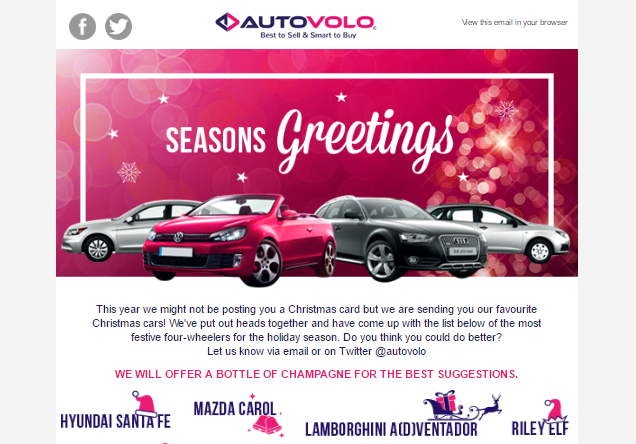 AUTOVOLO
Best to Sell & Smart to Buy
View this email in your browser
SEASONS Greetings
This year we might not be posting you a Christmas card but we are sending you our favourite
Christmas cars! We've put out heads together and have come up with the list below of the most
festive four-wheelers for the holiday season. Do you think you could do better?
Let us know via email or on Twitter @autovolo
WE WILL OFFER A BOTTLE OF CHAMPAGNE FOR THE BEST SUGGESTIONS.
HYUNDAI SANTA FE
MAZDA CAROL
LAMBORGHINI A(D)VENTADOR
RILEY ELF